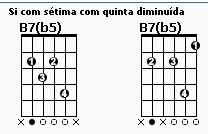 Si com sétima com quinta diminuída
B7(b5) B7(b5)
1 2 1
3 2 3
4 4
x x x x